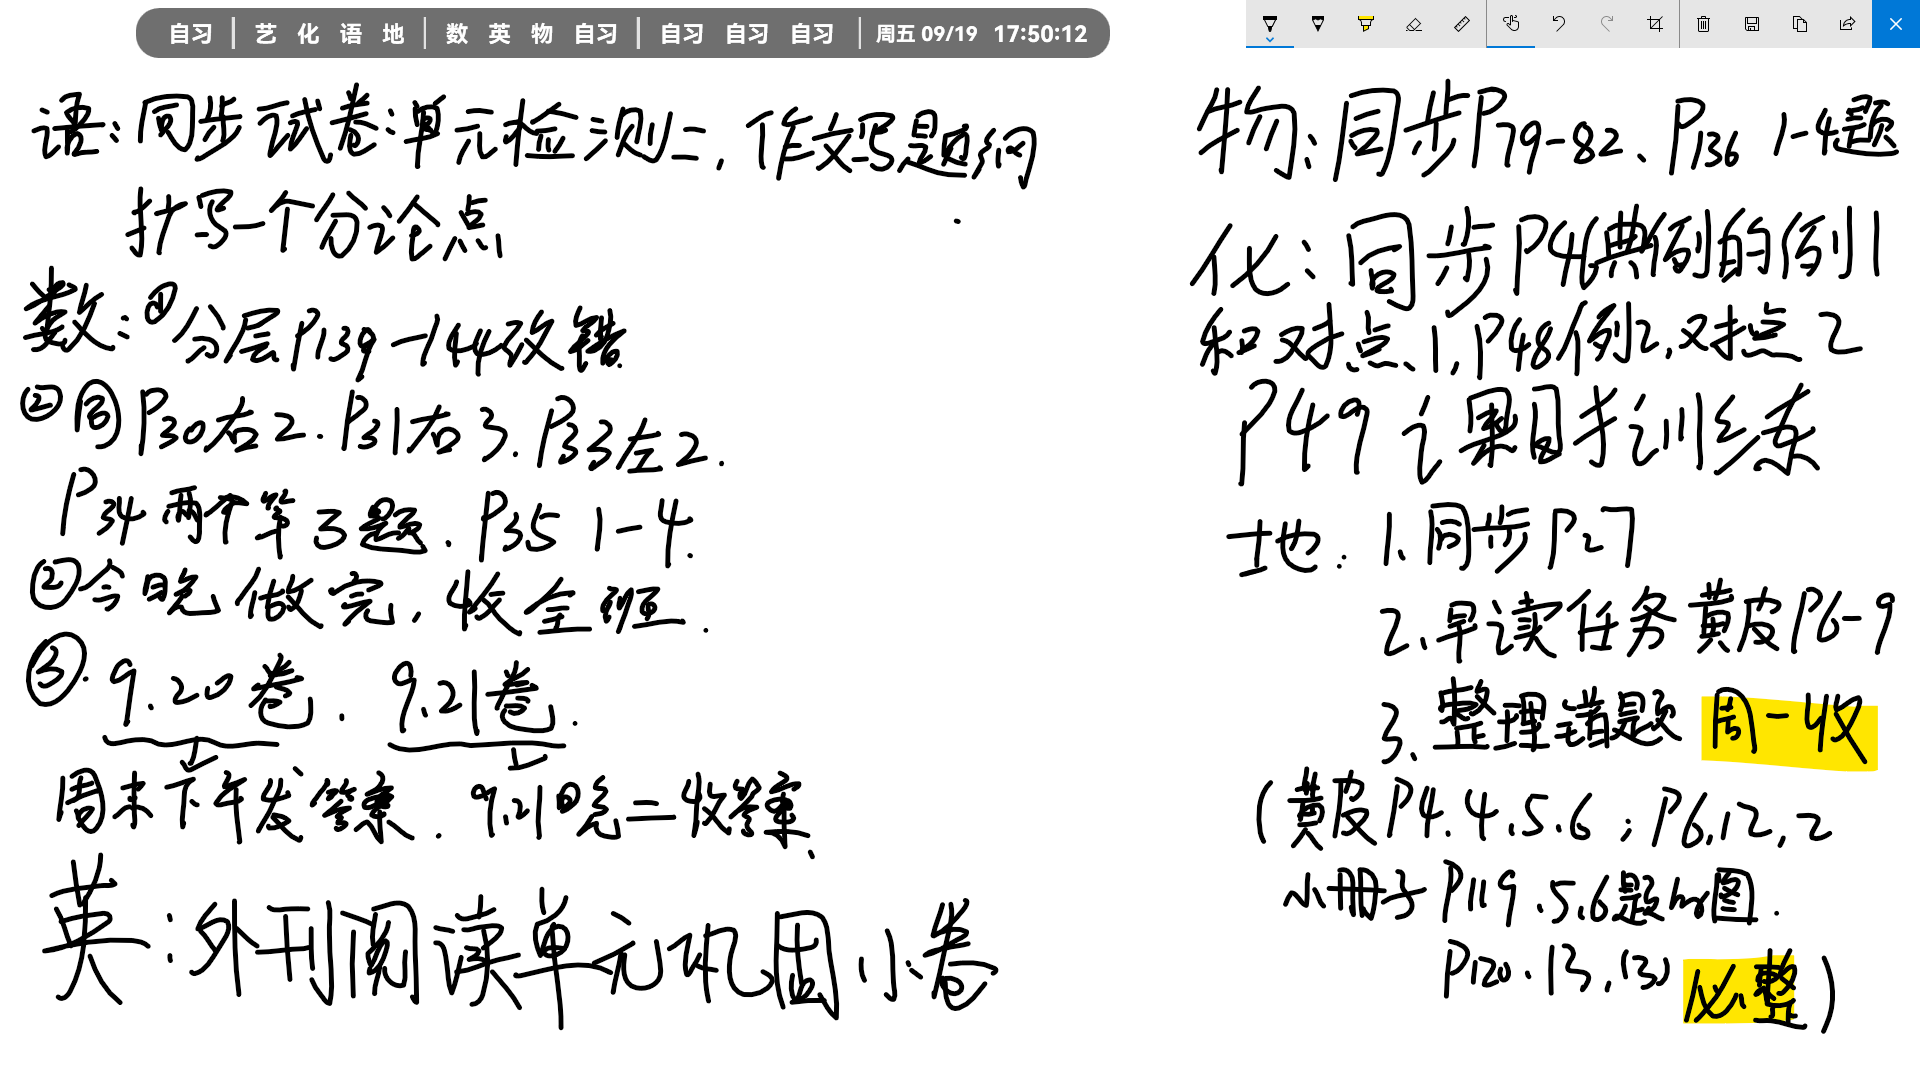 自习 | 艺 化 语 地 | 数 英 物 自习 | 自习 自习 自习 | 周五 09/19 17:50:12
语:同步试卷:单元检测二,作文写题纲
抄写一个分论点
数:①分层P139-144改错.
②同P30右2.P31右3.P33左2.
P34两个第3题.P35 1-4.
②今晚做完,收全班.
③.9.20卷.9.21卷.
周末下午发答案.9.21日晚二收答案.
英:外刊阅读单元巩固小卷
物:同步P79-82、P136 1-4题
化:同步P46典例的例1
和对点1,P48例2,对点2
P49 课时训练
地:1、同步P27
2、早读任务黄皮P6-9
3、整理错题 周一收
(黄皮P4.4.5.6;P6.12,2
小册子P119.5.6题の图.
P120.13,(3) 必整)